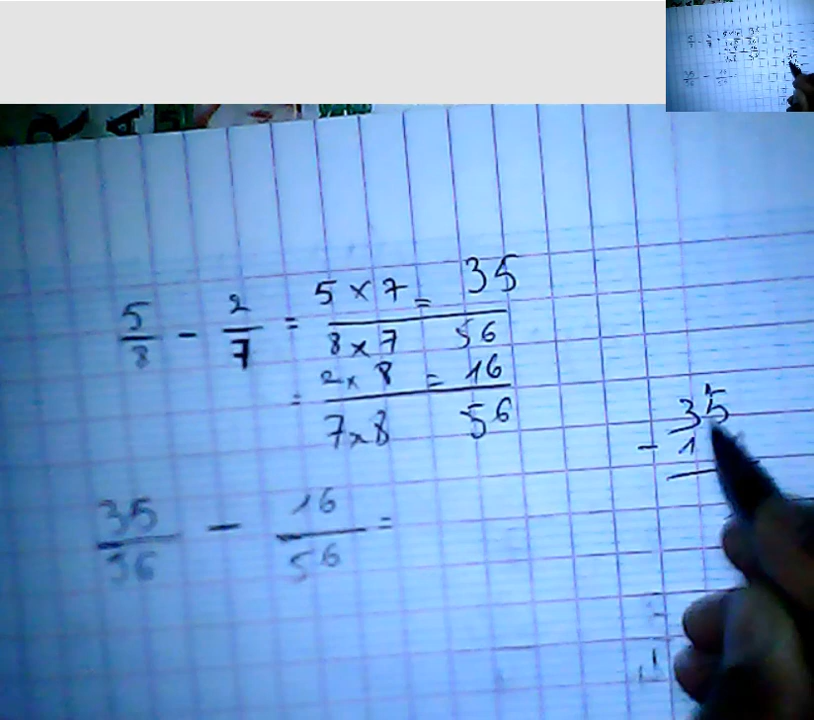 5/8 - 2/7 = 5 x 7 / 8 x 7 = 35/56
= 2 x 8 / 7 x 8 = 16/56
35/56 - 16/56 =
35
- 1